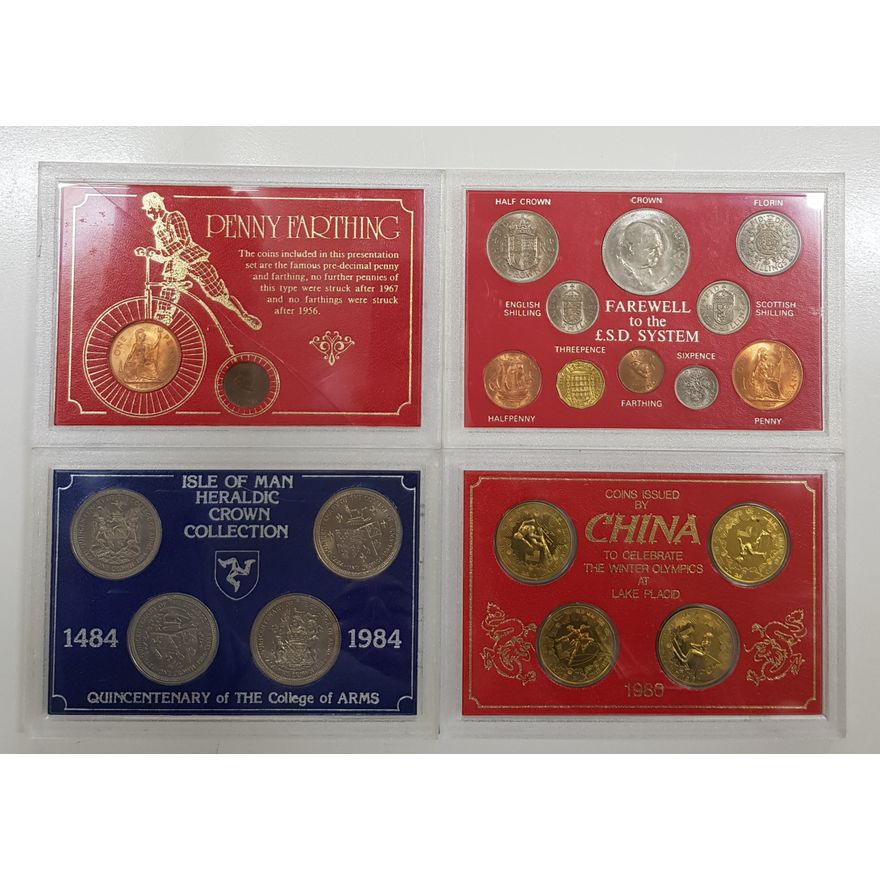 PENNY FARTHING
The coins included in this presentation
set are the famous pre-decimal penny
and farthing, no further pennies of
this type were struck after 1967
and no farthings were struck
after 1956.
ONE
HALF CROWN
CROWN
FLORIN
ENGLISH
SHILLING
FAREWELL
to the
£.S.D. SYSTEM
SCOTTISH
SHILLING
THREEPENCE
SIXPENCE
HALFPENNY
FARTHING
PENNY
ISLE OF MAN
HERALDIC
CROWN
COLLECTION
1484
1984
QUINCENTENARY of THE College of ARMS
COINS ISSUED
BY
CHINA
TO CELEBRATE
THE WINTER OLYMPICS
AT
LAKE PLACID
1980